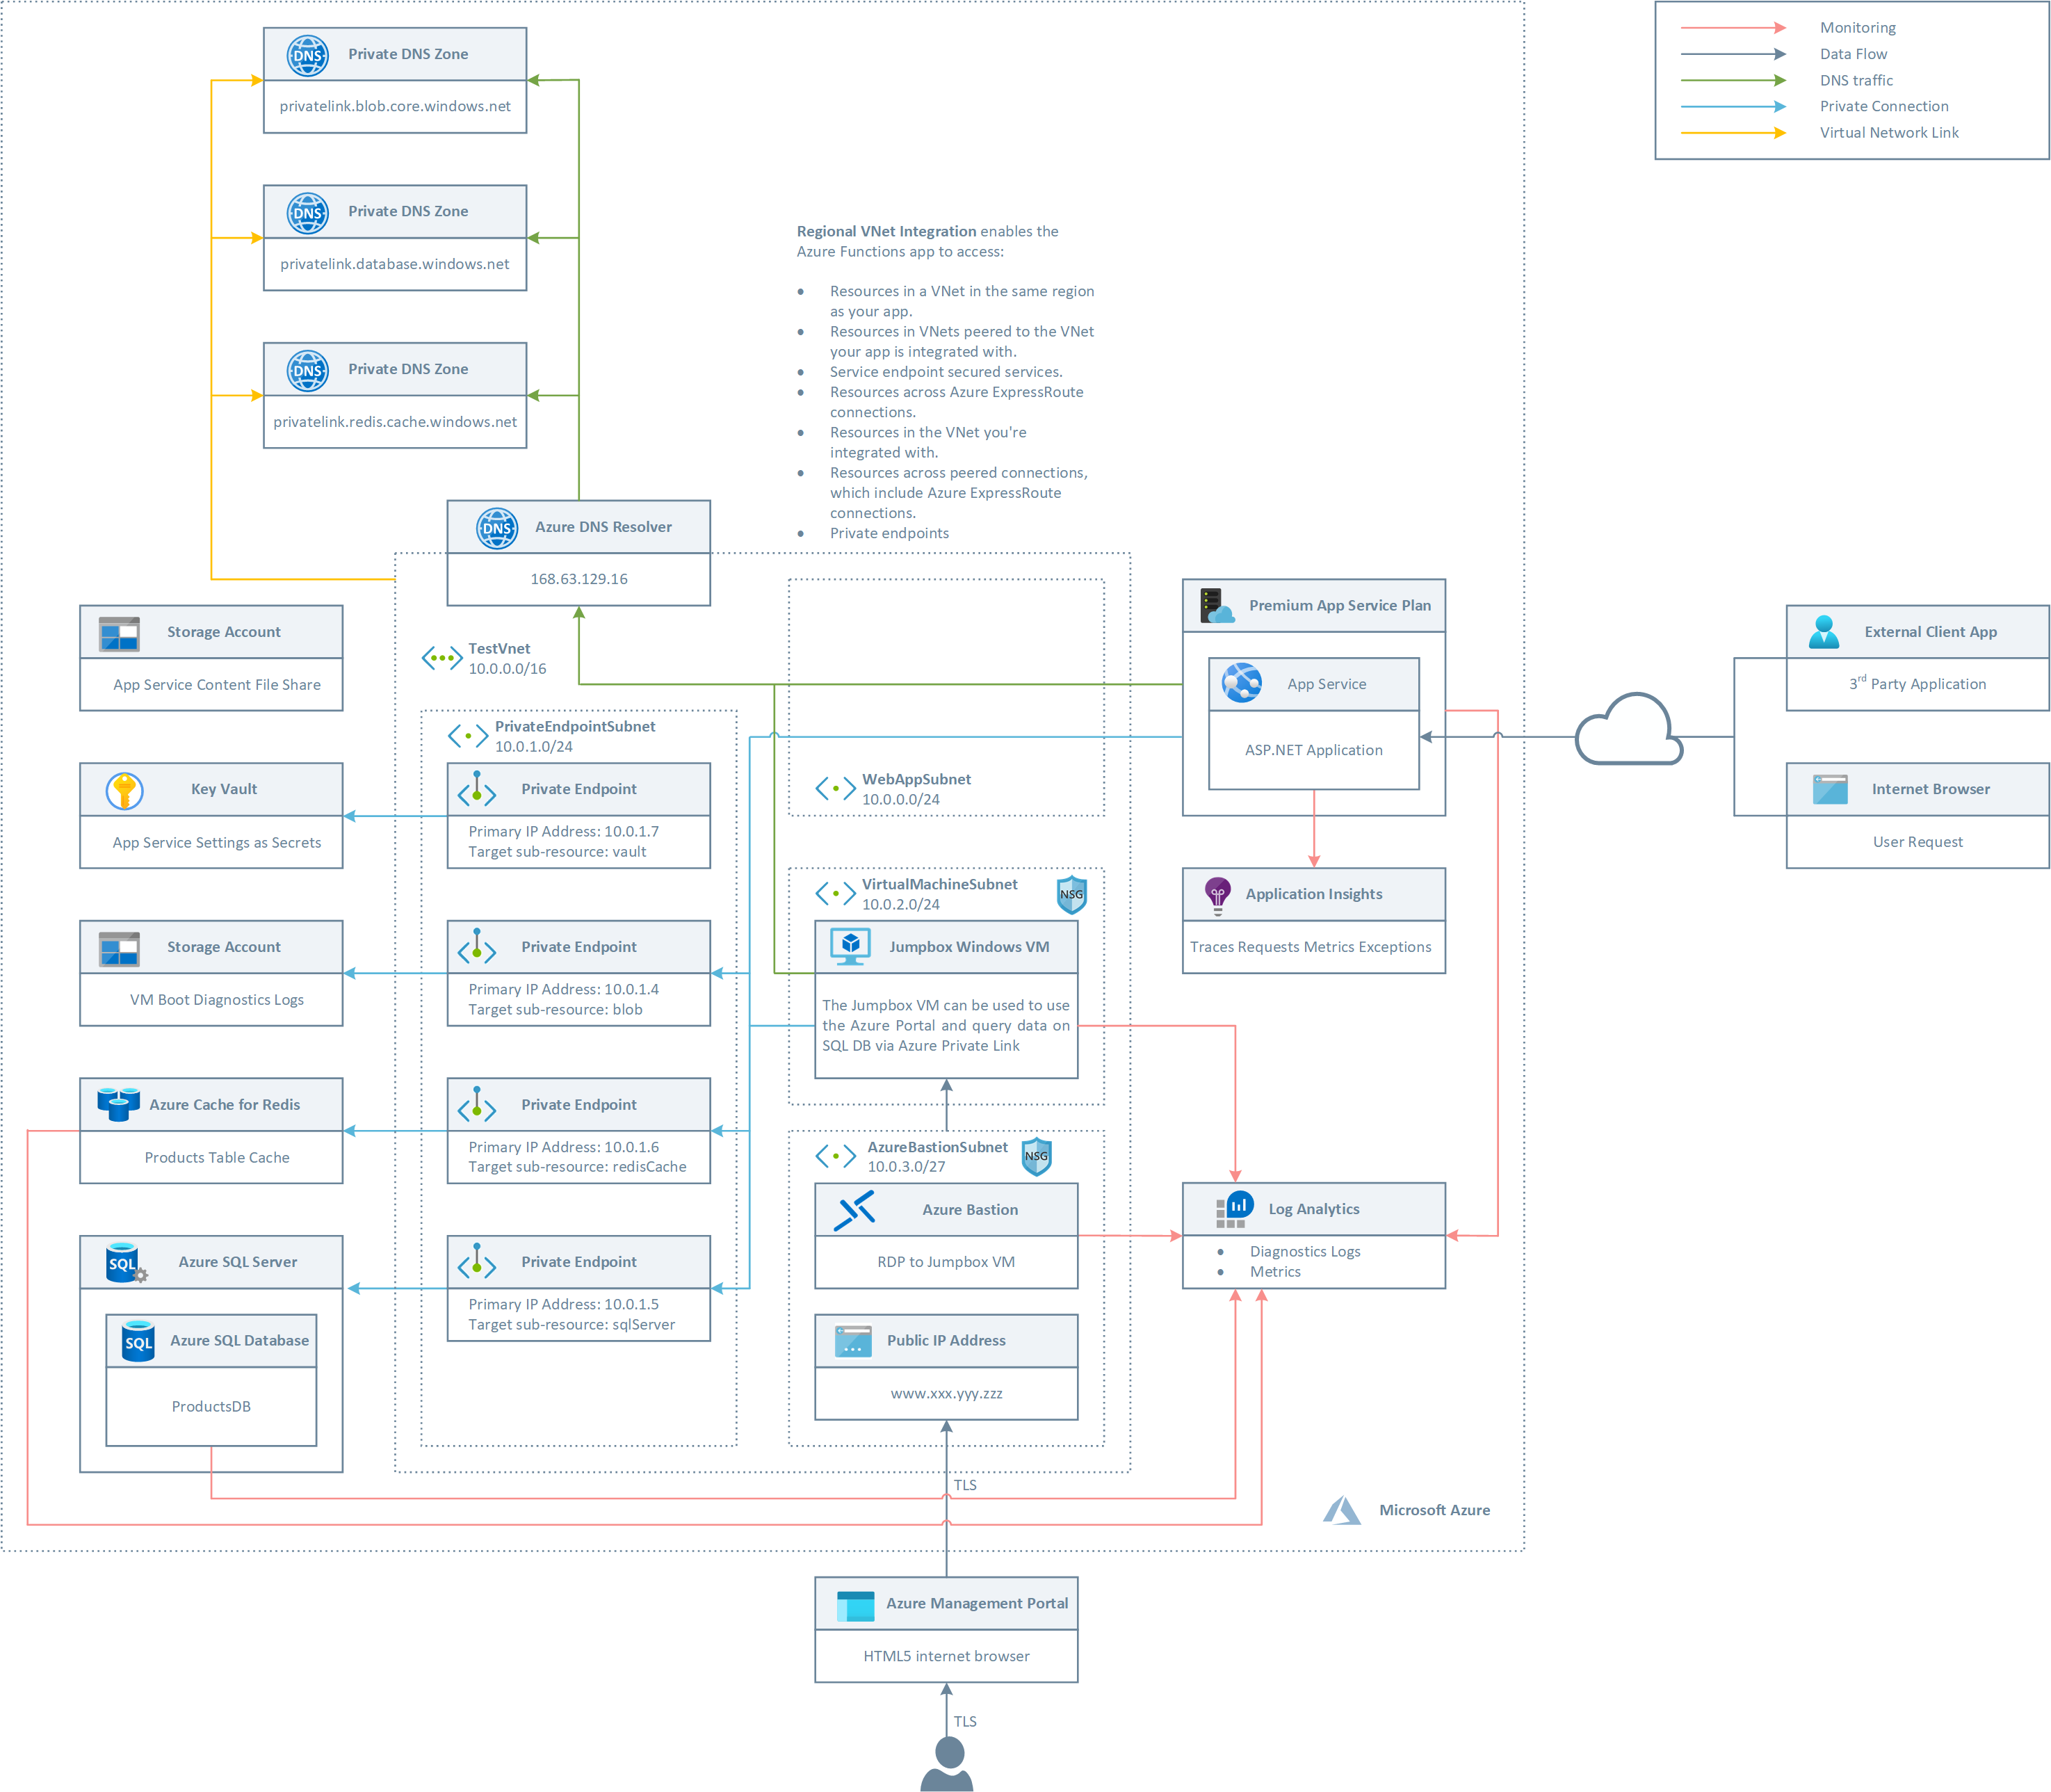 Monitoring
Data Flow
DNS traffic
Private Connection
Virtual Network Link
DNS
Private DNS Zone
privatelink.blob.core.windows.net
DNS
Private DNS Zone
privatelink.database.windows.net
DNS
Private DNS Zone
privatelink.redis.cache.windows.net
Regional VNet Integration enables the
Azure Functions app to access:
• Resources in a VNet in the same region
as your app.
• Resources in VNets peered to the VNet
your app is integrated with.
• Service endpoint secured services.
• Resources across Azure ExpressRoute
connections.
• Resources in the VNet you're
integrated with.
• Resources across peered connections,
which include Azure ExpressRoute
connections.
• Private endpoints
DNS
Azure DNS Resolver
168.63.129.16
TestVnet
10.0.0.0/16
Storage Account
App Service Content File Share
Key Vault
App Service Settings as Secrets
Storage Account
VM Boot Diagnostics Logs
Azure Cache for Redis
Products Table Cache
SQL
Azure SQL Server
SQL
Azure SQL Database
ProductsDB
PrivateEndpointSubnet
10.0.1.0/24
Private Endpoint
Primary IP Address: 10.0.1.7
Target sub-resource: vault
Private Endpoint
Primary IP Address: 10.0.1.4
Target sub-resource: blob
Private Endpoint
Primary IP Address: 10.0.1.6
Target sub-resource: redisCache
Private Endpoint
Primary IP Address: 10.0.1.5
Target sub-resource: sqlServer
WebAppSubnet
10.0.0.0/24
VirtualMachineSubnet
10.0.2.0/24
NSG
Jumpbox Windows VM
The Jumpbox VM can be used to use
the Azure Portal and query data on
SQL DB via Azure Private Link
AzureBastionSubnet
10.0.3.0/27
NSG
Azure Bastion
RDP to Jumpbox VM
Public IP Address
www.xxx.yyy.zzz
TLS
Premium App Service Plan
App Service
ASP.NET Application
Application Insights
Traces Requests Metrics Exceptions
Log Analytics
• Diagnostics Logs
• Metrics
External Client App
3rd Party Application
Internet Browser
User Request
Microsoft Azure
Azure Management Portal
HTML5 internet browser
TLS